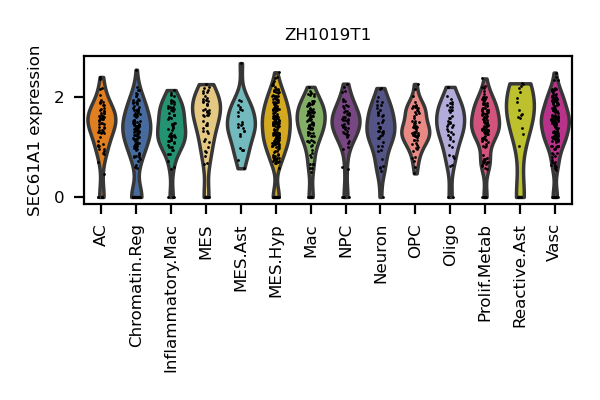 ZH1019T1
SEC61A1 expression
2
0
AC
Chromatin.Reg
Inflammatory.Mac
MES
MES.Ast
MES.Hyp
Mac
NPC
Neuron
OPC
Oligo
Prolif.Metab
Reactive.Ast
Vasc